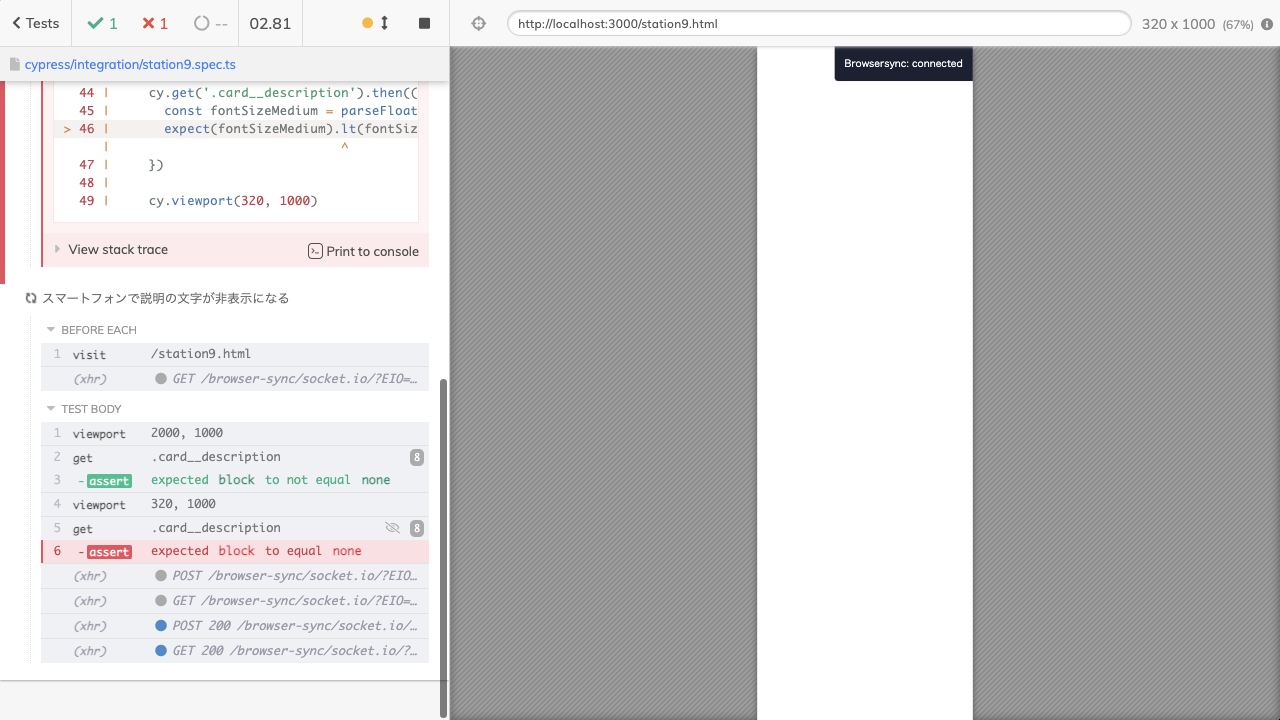 Tests
1
1
--
02.81
http://localhost:3000/station9.html
320 x 1000 (67%)
cypress/integration/station9.spec.ts
Browsersync: connected
44 | cy.get('.card__description').then((
45 | const fontSizeMedium = parseFloat
> 46 | expect(fontSizeMedium).lt(fontSiz
| ^
47 | })
48 |
49 | cy.viewport(320, 1000)
View stack trace
Print to console
スマートフォンで説明の文字が非表示になる
BEFORE EACH
1 visit /station9.html
(xhr) GET /browser-sync/socket.io/?EIO=…
TEST BODY
1 viewport 2000, 1000
2 get .card__description 8
3 -assert expected block to not equal none
4 viewport 320, 1000
5 get .card__description 8
6 -assert expected block to equal none
(xhr) POST /browser-sync/socket.io/?EIO…
(xhr) GET /browser-sync/socket.io/?EIO=…
(xhr) POST 200 /browser-sync/socket.io/…
(xhr) GET 200 /browser-sync/socket.io/?…